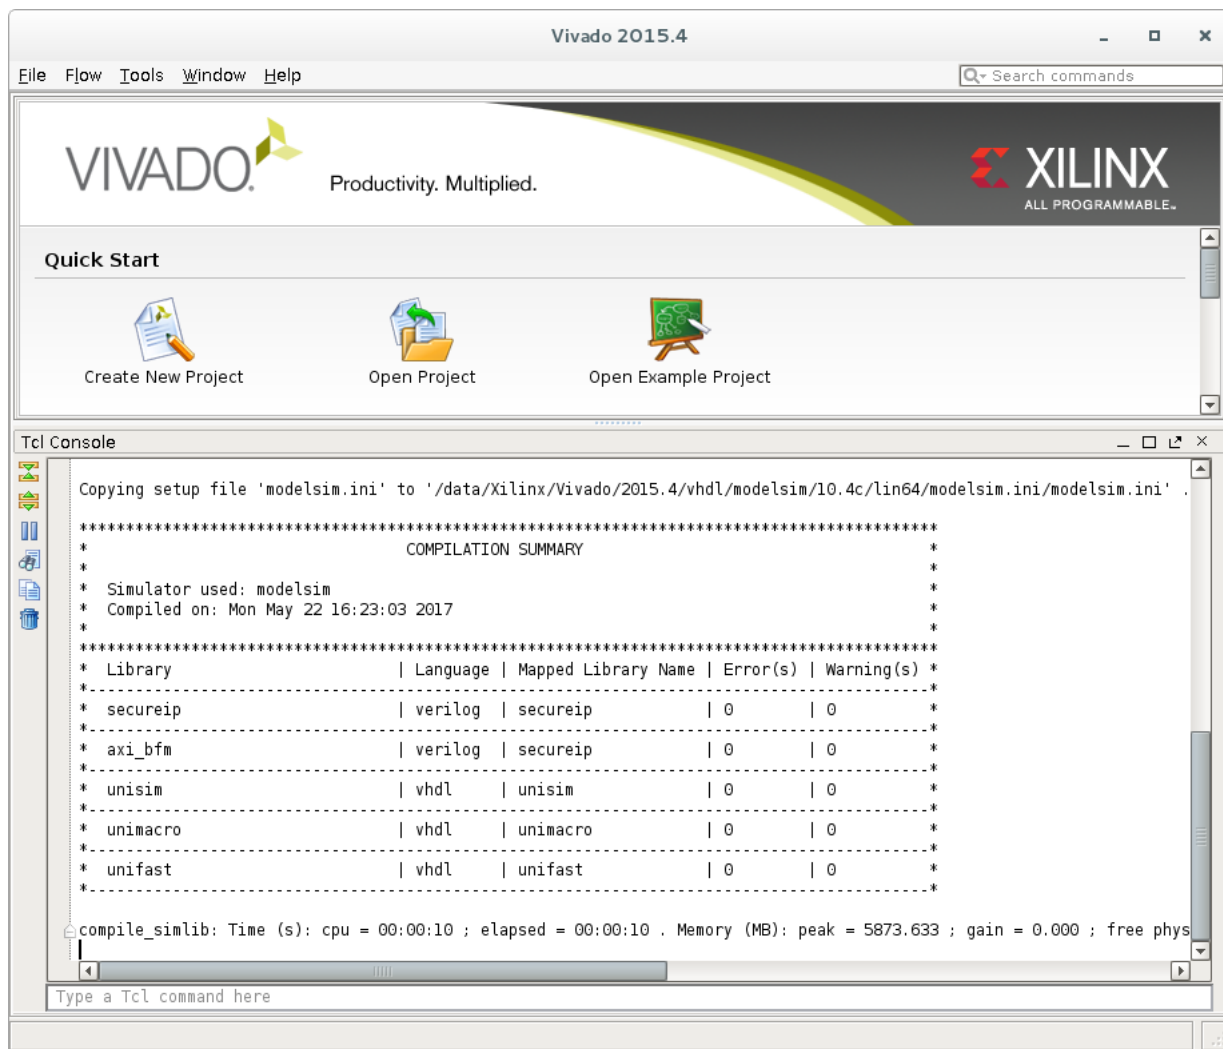 Vivado 2015.4
File Flow Tools Window Help
Search commands
VIVADO. Productivity. Multiplied.
XILINX
ALL PROGRAMMABLE™
Quick Start
Create New Project Open Project Open Example Project
Tcl Console
Copying setup file 'modelsim.ini' to '/data/Xilinx/Vivado/2015.4/vhdl/modelsim/10.4c/lin64/modelsim.ini/modelsim.ini' .
********************************************************************************************
* COMPILATION SUMMARY *
* *
* Simulator used: modelsim *
* Compiled on: Mon May 22 16:23:03 2017 *
* *
********************************************************************************************
* Library | Language | Mapped Library Name | Error(s) | Warning(s) *
*------------------------------------------------------------------------------------------*
* secureip | verilog | secureip | 0 | 0 *
*------------------------------------------------------------------------------------------*
* axi_bfm | verilog | secureip | 0 | 0 *
*------------------------------------------------------------------------------------------*
* unisim | vhdl | unisim | 0 | 0 *
*------------------------------------------------------------------------------------------*
* unimacro | vhdl | unimacro | 0 | 0 *
*------------------------------------------------------------------------------------------*
* unifast | vhdl | unifast | 0 | 0 *
*------------------------------------------------------------------------------------------*
compile_simlib: Time (s): cpu = 00:00:10 ; elapsed = 00:00:10 . Memory (MB): peak = 5873.633 ; gain = 0.000 ; free phys
Type a Tcl command here